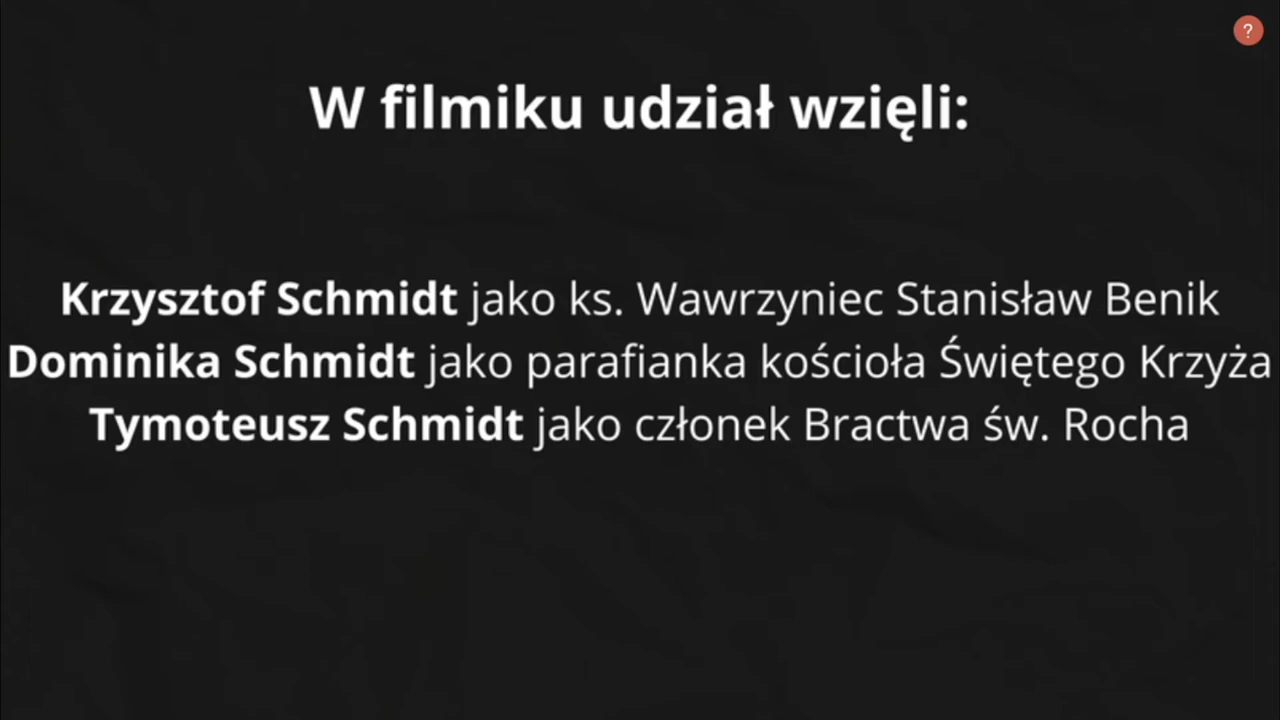 ?
W filmiku udział wzięli:
Krzysztof Schmidt jako ks. Wawrzyniec Stanisław Benik
Dominika Schmidt jako parafianka kościoła Świętego Krzyża
Tymoteusz Schmidt jako członek Bractwa św. Rocha